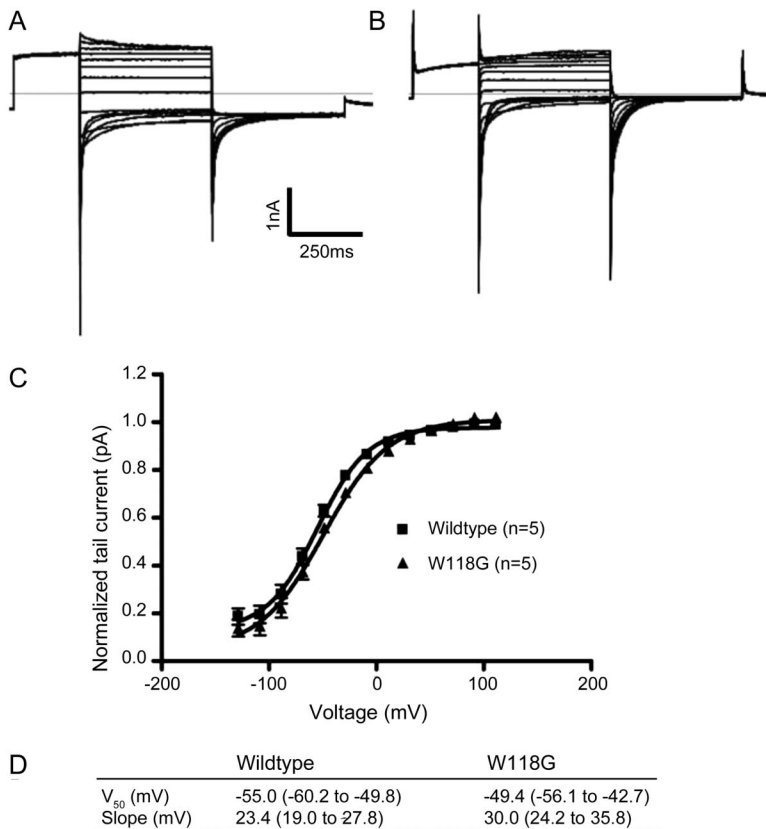 A
B
1nA
250ms
C
Normalized tail current (pA)
1.2
1.0
0.8
0.6
0.4
0.2
0.0
Wildtype (n=5)
W118G (n=5)
-200
-100
0
100
200
Voltage (mV)
D
Wildtype W118G
V50 (mV) -55.0 (-60.2 to -49.8) -49.4 (-56.1 to -42.7)
Slope (mV) 23.4 (19.0 to 27.8) 30.0 (24.2 to 35.8)